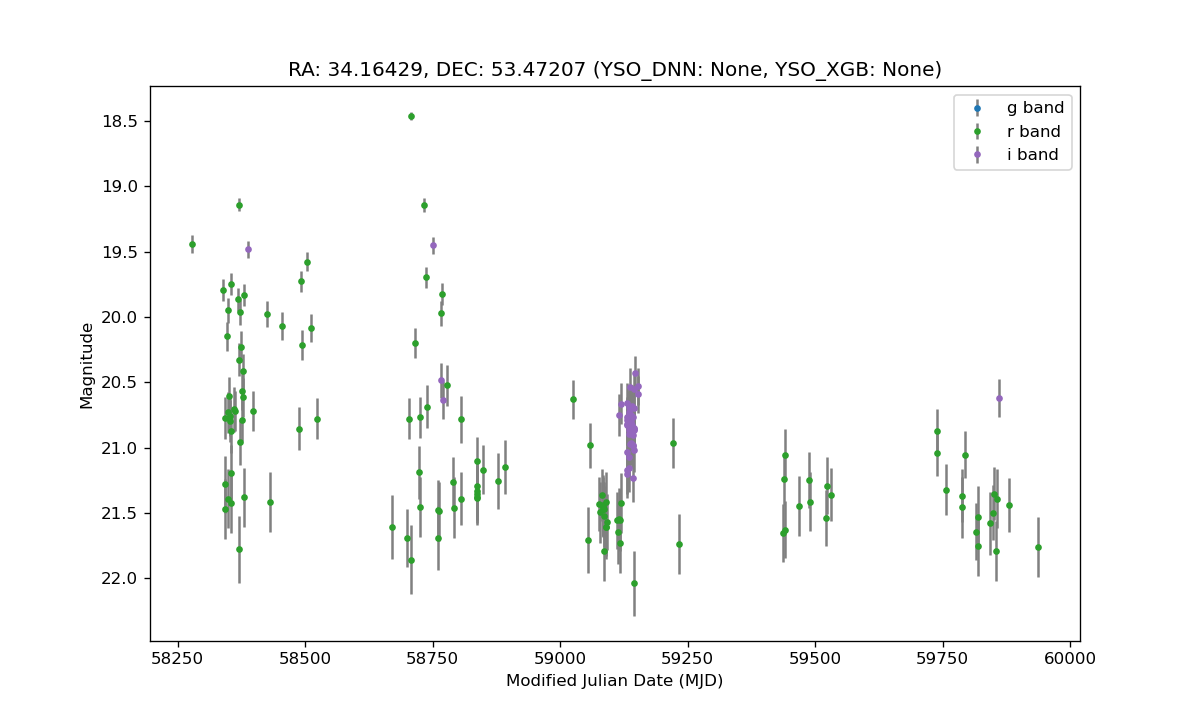 RA: 34.16429, DEC: 53.47207 (YSO_DNN: None, YSO_XGB: None)
g band
r band
i band
18.5
19.0
19.5
20.0
20.5
21.0
21.5
22.0
Magnitude
58250 58500 58750 59000 59250 59500 59750 60000
Modified Julian Date (MJD)